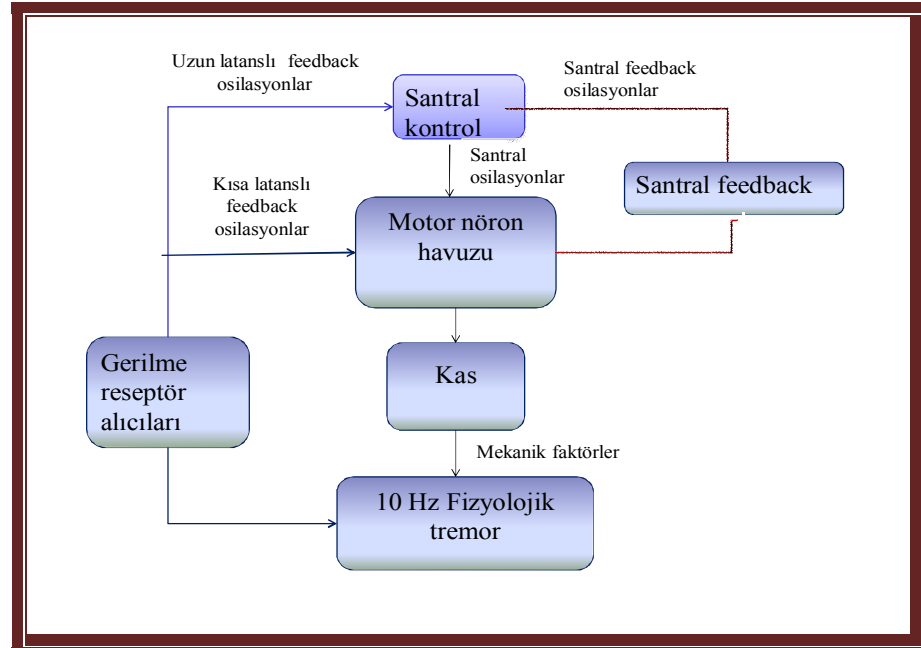 Uzun latanslı feedback
osilasyonlar
Santral feedback
osilasyonlar
Santral
kontrol
Santral
osilasyonlar
Santral feedback
Kısa latanslı
feedback
osilasyonlar
Motor nöron
havuzu
Gerilme
reseptör
alıcıları
Kas
Mekanik faktörler
10 Hz Fizyolojik
tremor